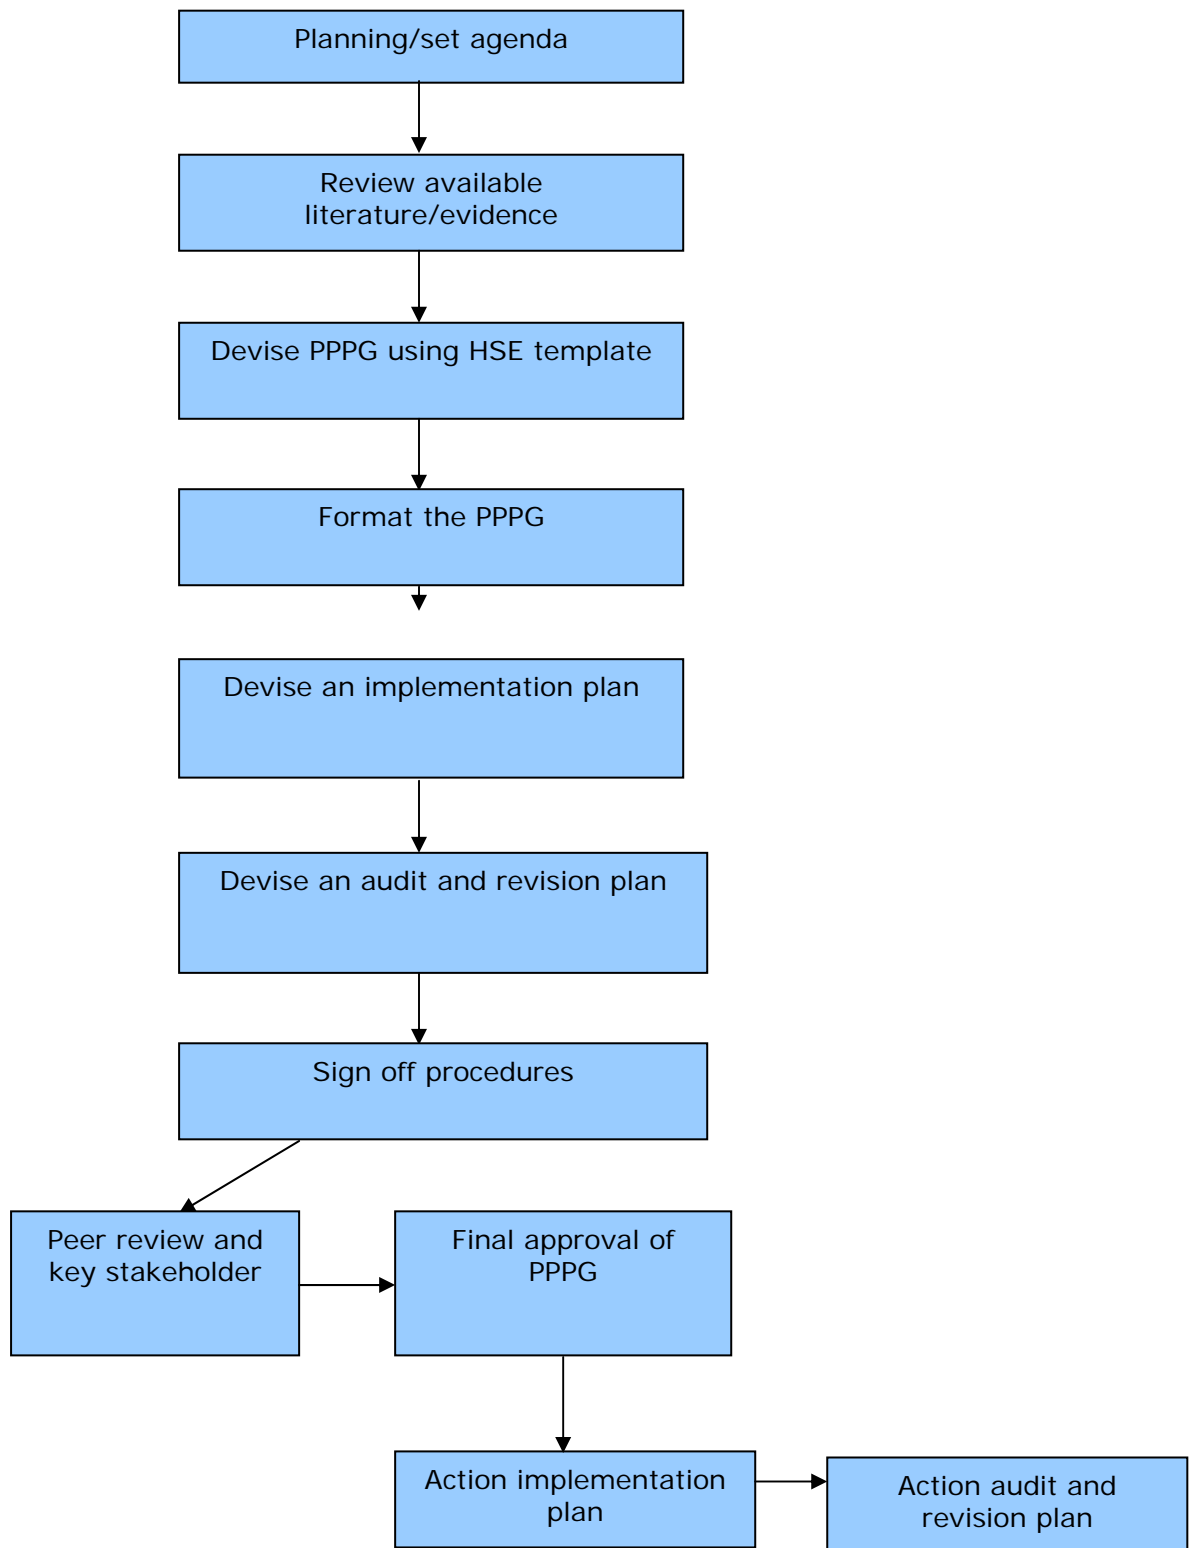 Planning/set agenda
Review available
literature/evidence
Devise PPPG using HSE template
Format the PPPG
Devise an implementation plan
Devise an audit and revision plan
Sign off procedures
Peer review and
key stakeholder
Final approval of
PPPG
Action implementation
plan
Action audit and
revision plan